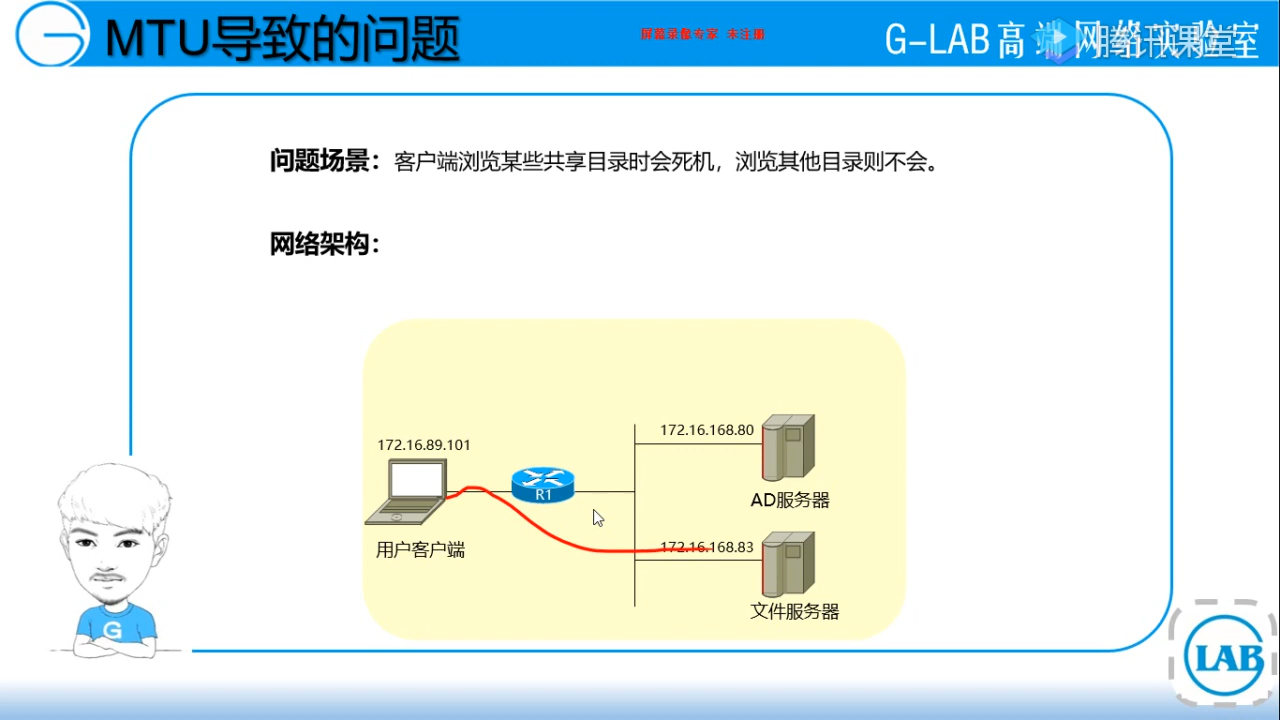 MTU导致的问题
屏幕录像专家 未注册
G-LAB高端网络实验室
腾讯课堂
问题场景：客户端浏览某些共享目录时会死机，浏览其他目录则不会。
网络架构：
172.16.168.80
172.16.89.101
R1
AD服务器
172.16.168.83
用户客户端
文件服务器
G
LAB